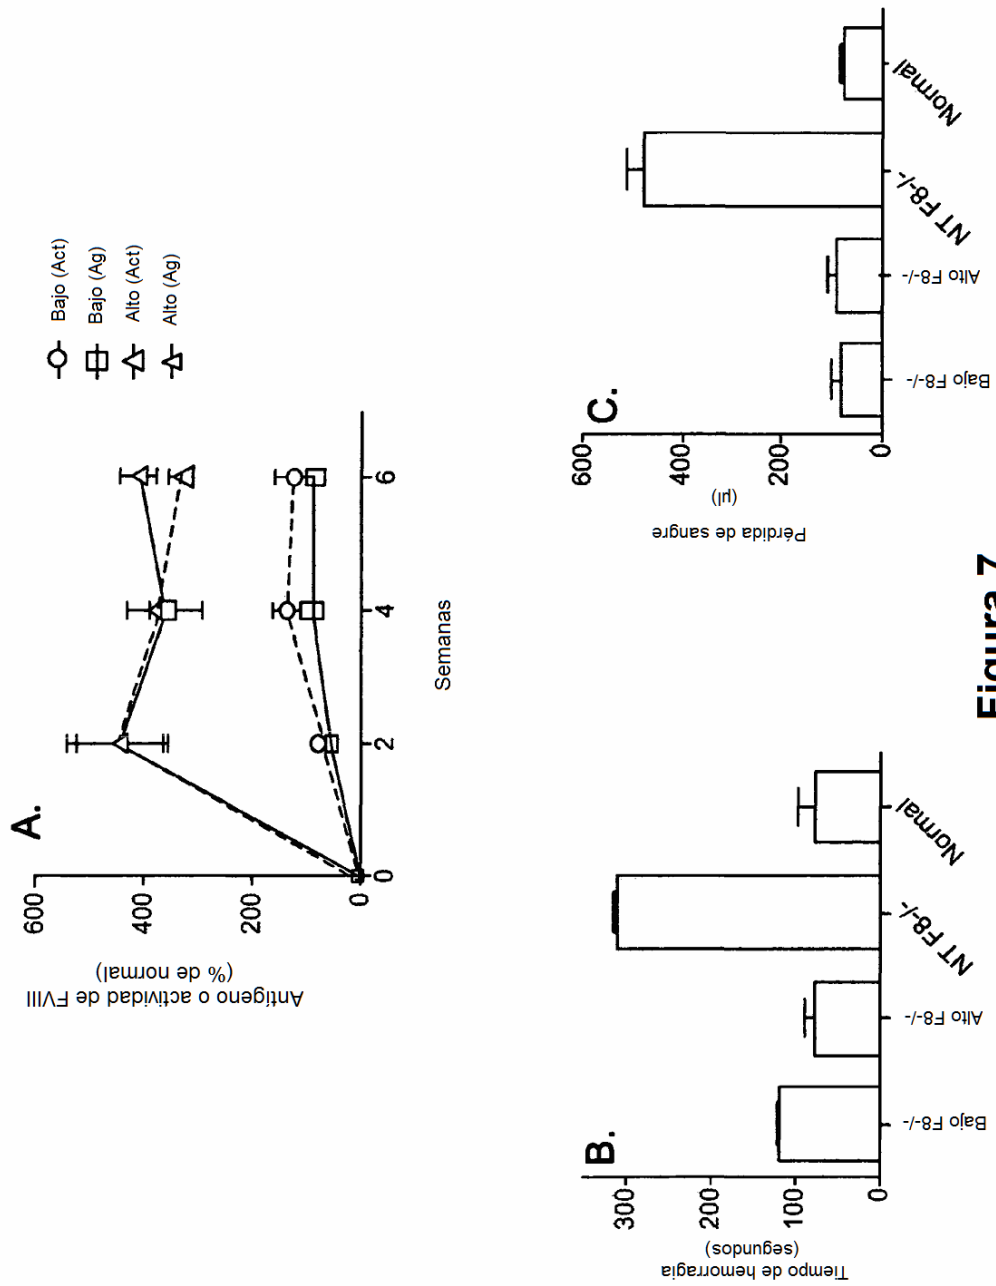 A.
Antígeno o actividad de FVIII
(% de normal)
600
400
200
0
0
2
4
6
Semanas
Bajo (Act)
Bajo (Ag)
Alto (Act)
Alto (Ag)
B.
Tiempo de hemorragia
(segundos)
300
200
100
0
Bajo F8-/-
Alto F8-/-
NT F8-/-
Normal
C.
Pérdida de sangre
(µl)
600
400
200
0
Bajo F8-/-
Alto F8-/-
NT F8-/-
Normal
Figura 7